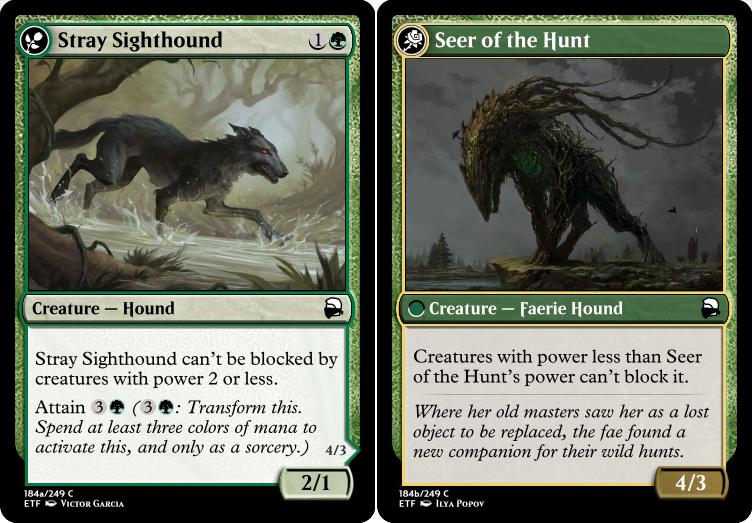 Stray Sighthound 1
Creature — Hound
Stray Sighthound can't be blocked by
creatures with power 2 or less.
Attain 3 (3: Transform this.
Spend at least three colors of mana to
activate this, and only as a sorcery.)
4/3
2/1
184a/249 C
ETF Victor Garcia
Seer of the Hunt
Creature — Faerie Hound
Creatures with power less than Seer
of the Hunt's power can't block it.
Where her old masters saw her as a lost
object to be replaced, the fae found a
new companion for their wild hunts.
4/3
184b/249 C
ETF Ilya Popov